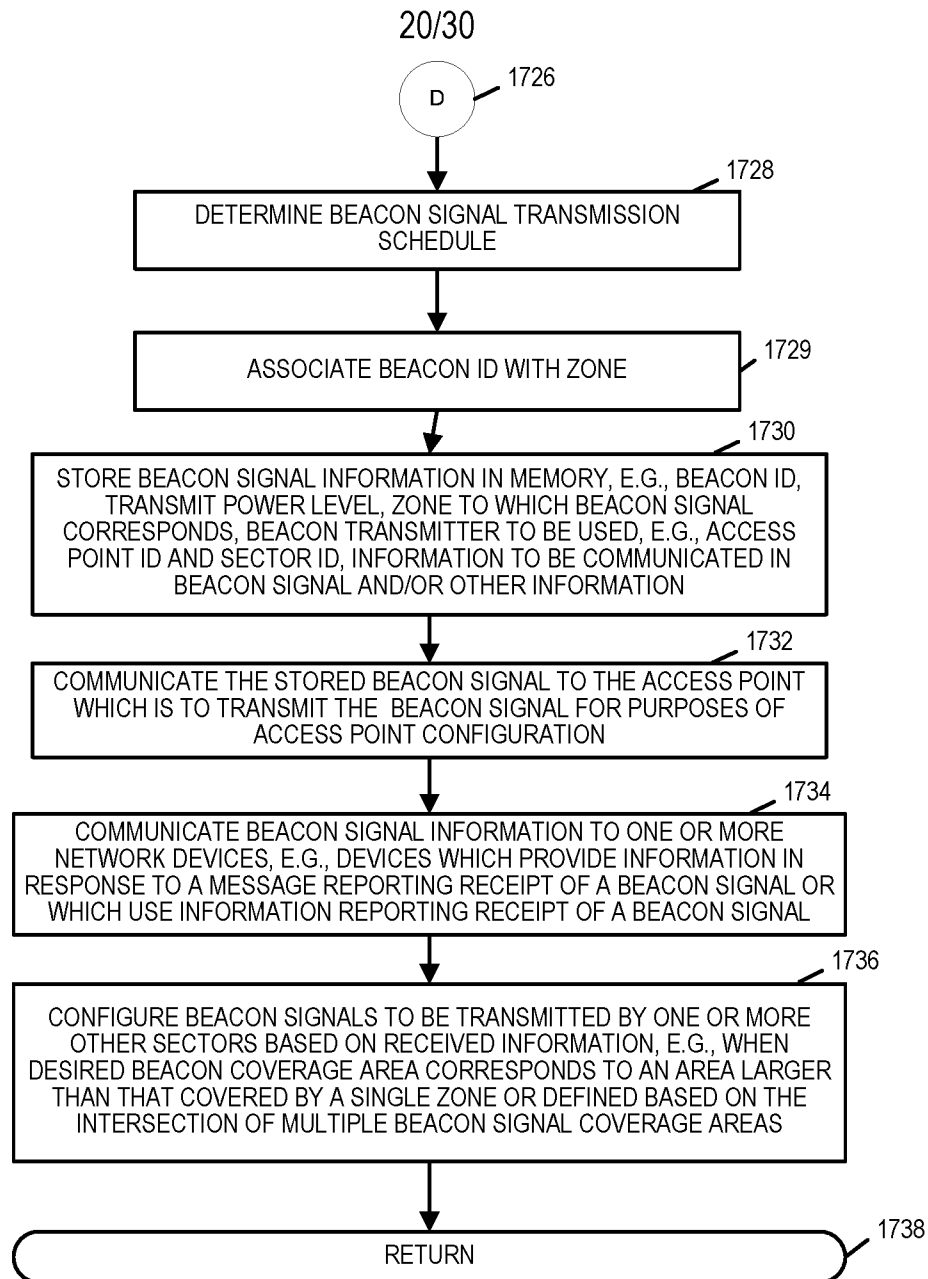 20/30
D
1726
1728
DETERMINE BEACON SIGNAL TRANSMISSION
SCHEDULE
1729
ASSOCIATE BEACON ID WITH ZONE
1730
STORE BEACON SIGNAL INFORMATION IN MEMORY, E.G., BEACON ID,
TRANSMIT POWER LEVEL, ZONE TO WHICH BEACON SIGNAL
CORRESPONDS, BEACON TRANSMITTER TO BE USED, E.G., ACCESS
POINT ID AND SECTOR ID, INFORMATION TO BE COMMUNICATED IN
BEACON SIGNAL AND/OR OTHER INFORMATION
1732
COMMUNICATE THE STORED BEACON SIGNAL TO THE ACCESS POINT
WHICH IS TO TRANSMIT THE BEACON SIGNAL FOR PURPOSES OF
ACCESS POINT CONFIGURATION
1734
COMMUNICATE BEACON SIGNAL INFORMATION TO ONE OR MORE
NETWORK DEVICES, E.G., DEVICES WHICH PROVIDE INFORMATION IN
RESPONSE TO A MESSAGE REPORTING RECEIPT OF A BEACON SIGNAL OR
WHICH USE INFORMATION REPORTING RECEIPT OF A BEACON SIGNAL
1736
CONFIGURE BEACON SIGNALS TO BE TRANSMITTED BY ONE OR MORE
OTHER SECTORS BASED ON RECEIVED INFORMATION, E.G., WHEN
DESIRED BEACON COVERAGE AREA CORRESPONDS TO AN AREA LARGER
THAN THAT COVERED BY A SINGLE ZONE OR DEFINED BASED ON THE
INTERSECTION OF MULTIPLE BEACON SIGNAL COVERAGE AREAS
1738
RETURN